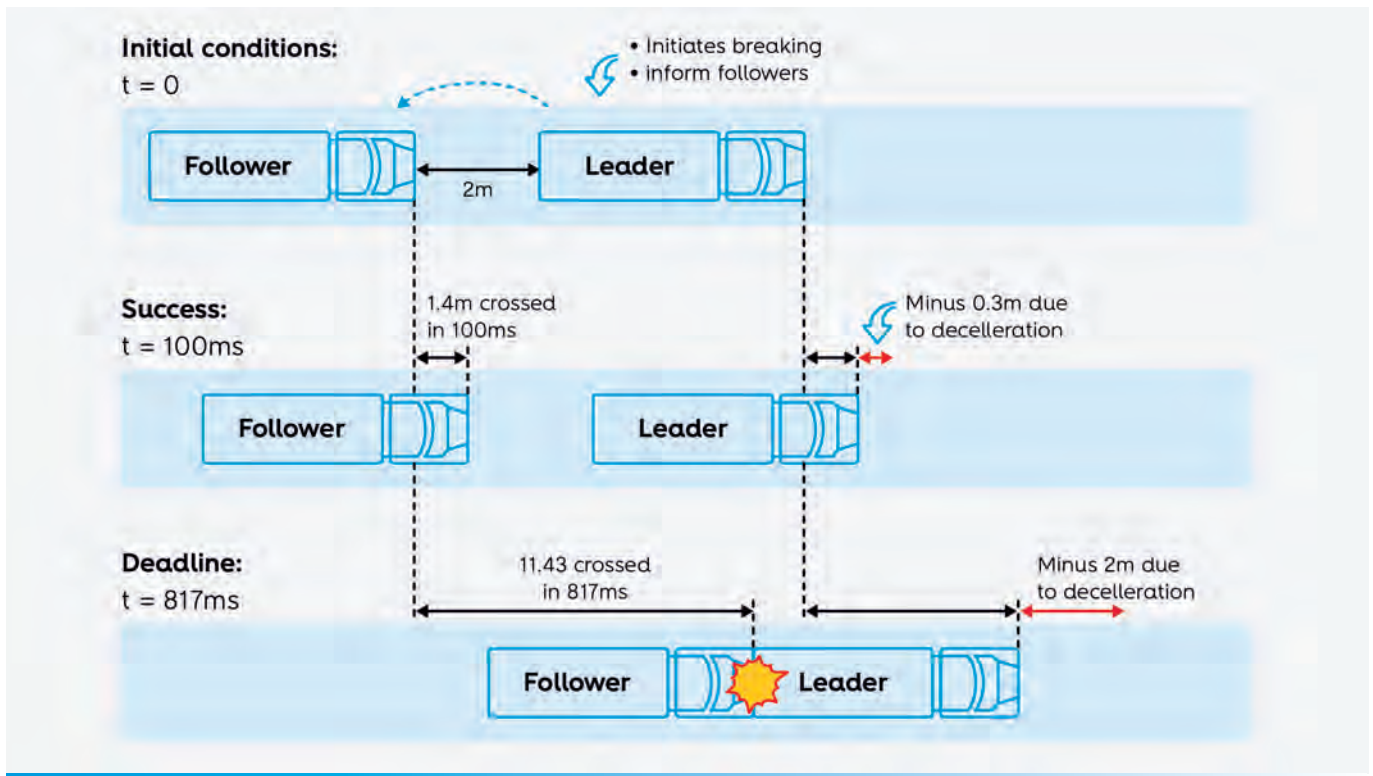 Initial conditions:
t = 0
• Initiates breaking
• inform followers
Follower
Leader
2m
Success:
t = 100ms
1.4m crossed
in 100ms
Minus 0.3m due
to decelleration
Follower
Leader
Deadline:
t = 817ms
11.43 crossed
in 817ms
Minus 2m due
to decelleration
Follower
Leader